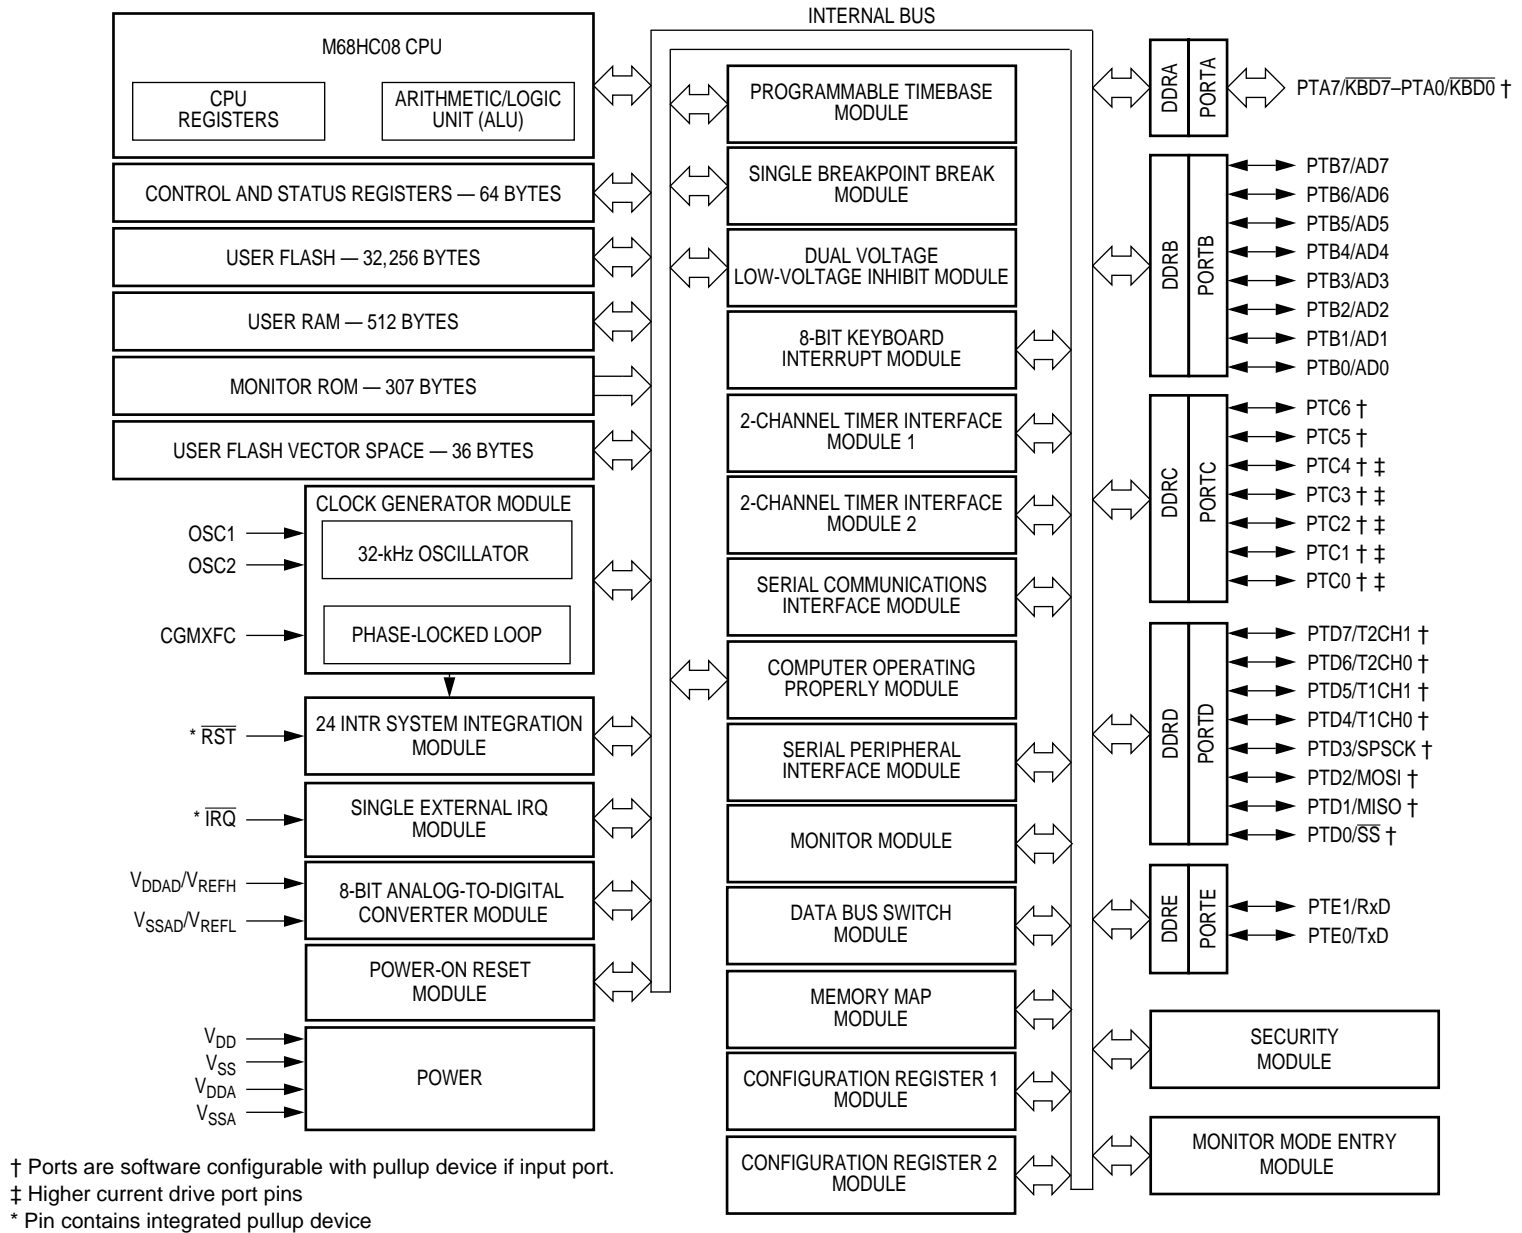 INTERNAL BUS
M68HC08 CPU
CPU
REGISTERS
ARITHMETIC/LOGIC
UNIT (ALU)
CONTROL AND STATUS REGISTERS — 64 BYTES
USER FLASH — 32,256 BYTES
USER RAM — 512 BYTES
MONITOR ROM — 307 BYTES
USER FLASH VECTOR SPACE — 36 BYTES
CLOCK GENERATOR MODULE
OSC1
OSC2
32-kHz OSCILLATOR
CGMXFC
PHASE-LOCKED LOOP
* RST
24 INTR SYSTEM INTEGRATION
MODULE
* IRQ
SINGLE EXTERNAL IRQ
MODULE
VDDAD/VREFH
VSSAD/VREFL
8-BIT ANALOG-TO-DIGITAL
CONVERTER MODULE
POWER-ON RESET
MODULE
VDD
VSS
VDDA
VSSA
POWER
PROGRAMMABLE TIMEBASE
MODULE
SINGLE BREAKPOINT BREAK
MODULE
DUAL VOLTAGE
LOW-VOLTAGE INHIBIT MODULE
8-BIT KEYBOARD
INTERRUPT MODULE
2-CHANNEL TIMER INTERFACE
MODULE 1
2-CHANNEL TIMER INTERFACE
MODULE 2
SERIAL COMMUNICATIONS
INTERFACE MODULE
COMPUTER OPERATING
PROPERLY MODULE
SERIAL PERIPHERAL
INTERFACE MODULE
MONITOR MODULE
DATA BUS SWITCH
MODULE
MEMORY MAP
MODULE
CONFIGURATION REGISTER 1
MODULE
CONFIGURATION REGISTER 2
MODULE
DDRA
PORTA
PTA7/KBD7–PTA0/KBD0 †
DDRB
PORTB
PTB7/AD7
PTB6/AD6
PTB5/AD5
PTB4/AD4
PTB3/AD3
PTB2/AD2
PTB1/AD1
PTB0/AD0
DDRC
PORTC
PTC6 †
PTC5 †
PTC4 † ‡
PTC3 † ‡
PTC2 † ‡
PTC1 † ‡
PTC0 † ‡
DDRD
PORTD
PTD7/T2CH1 †
PTD6/T2CH0 †
PTD5/T1CH1 †
PTD4/T1CH0 †
PTD3/SPSCK †
PTD2/MOSI †
PTD1/MISO †
PTD0/SS †
DDRE
PORTE
PTE1/RxD
PTE0/TxD
SECURITY
MODULE
MONITOR MODE ENTRY
MODULE
† Ports are software configurable with pullup device if input port.
‡ Higher current drive port pins
* Pin contains integrated pullup device